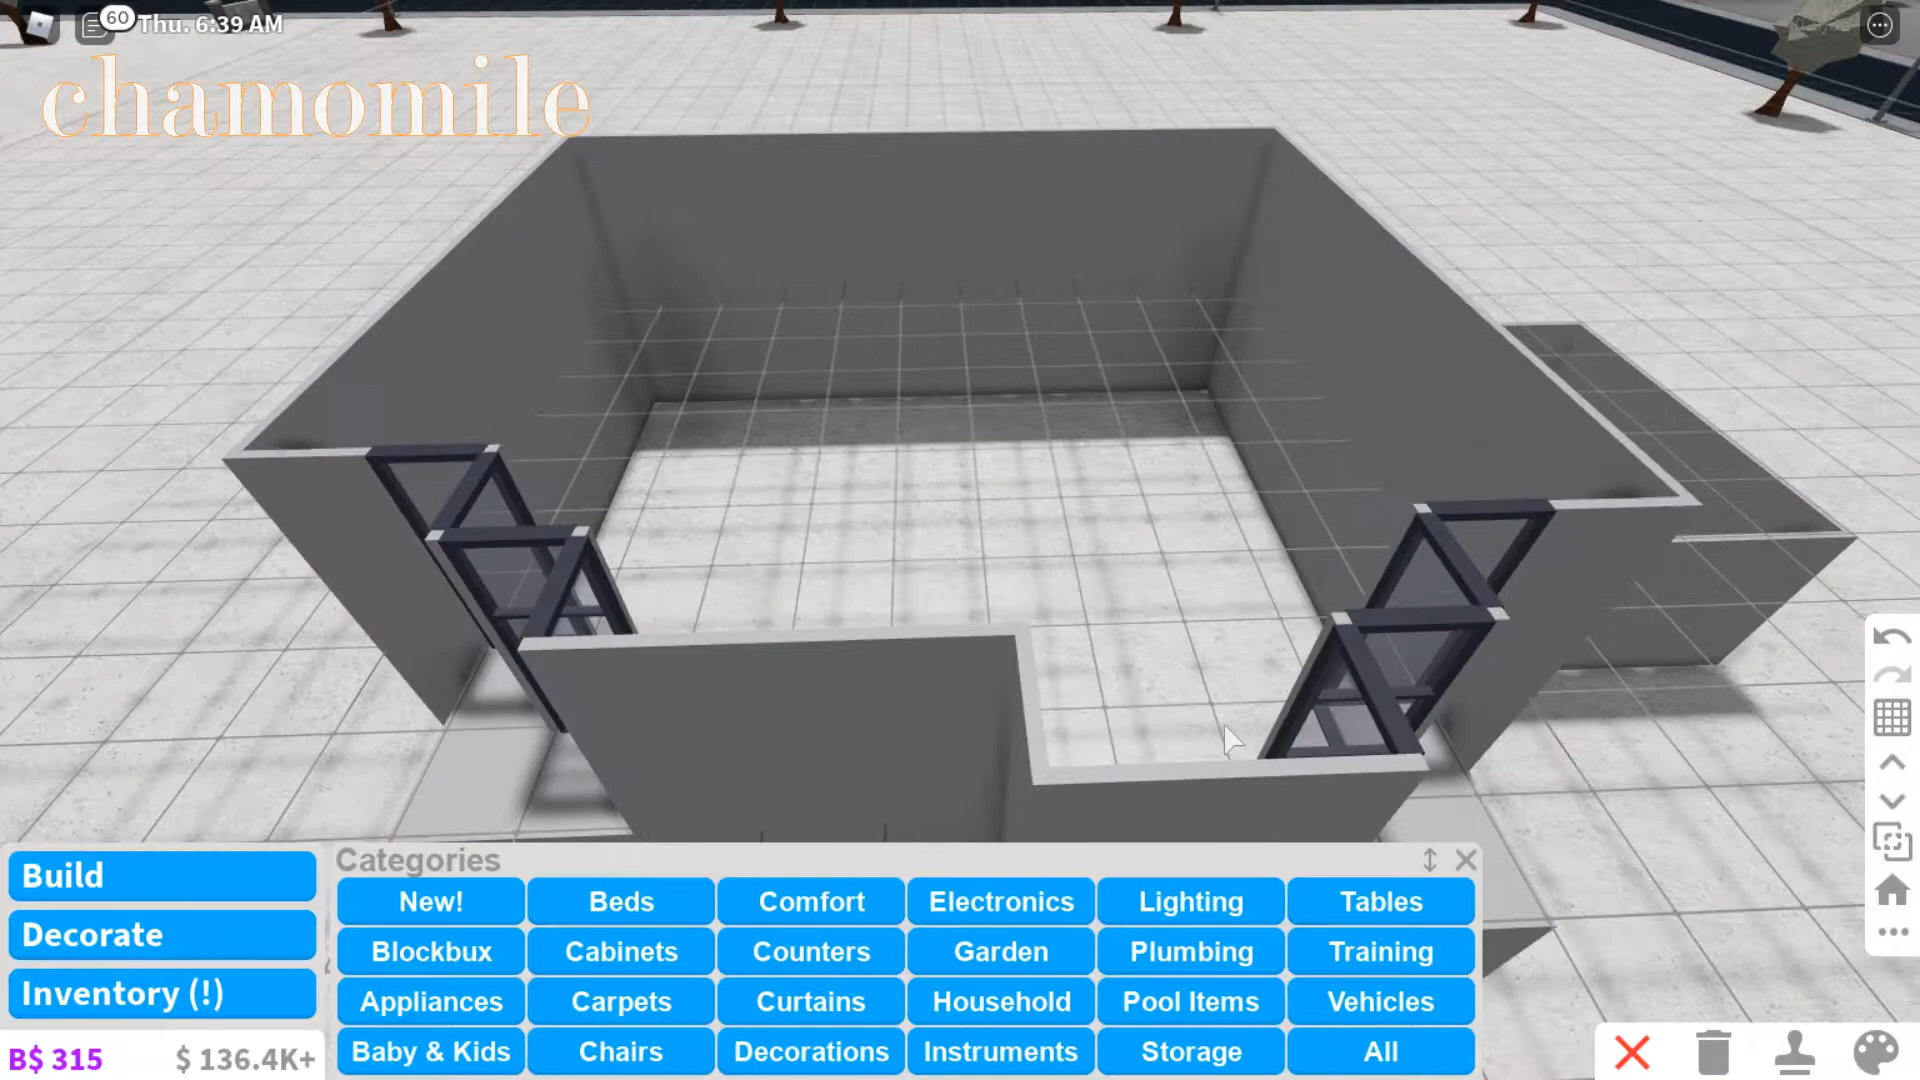 60
Thu. 6:39 AM
chamomile
Build
Decorate
Inventory (!)
B$ 315
$ 136.4K+
Categories
New! Beds Comfort Electronics Lighting Tables
Blockbux Cabinets Counters Garden Plumbing Training
Appliances Carpets Curtains Household Pool Items Vehicles
Baby & Kids Chairs Decorations Instruments Storage All